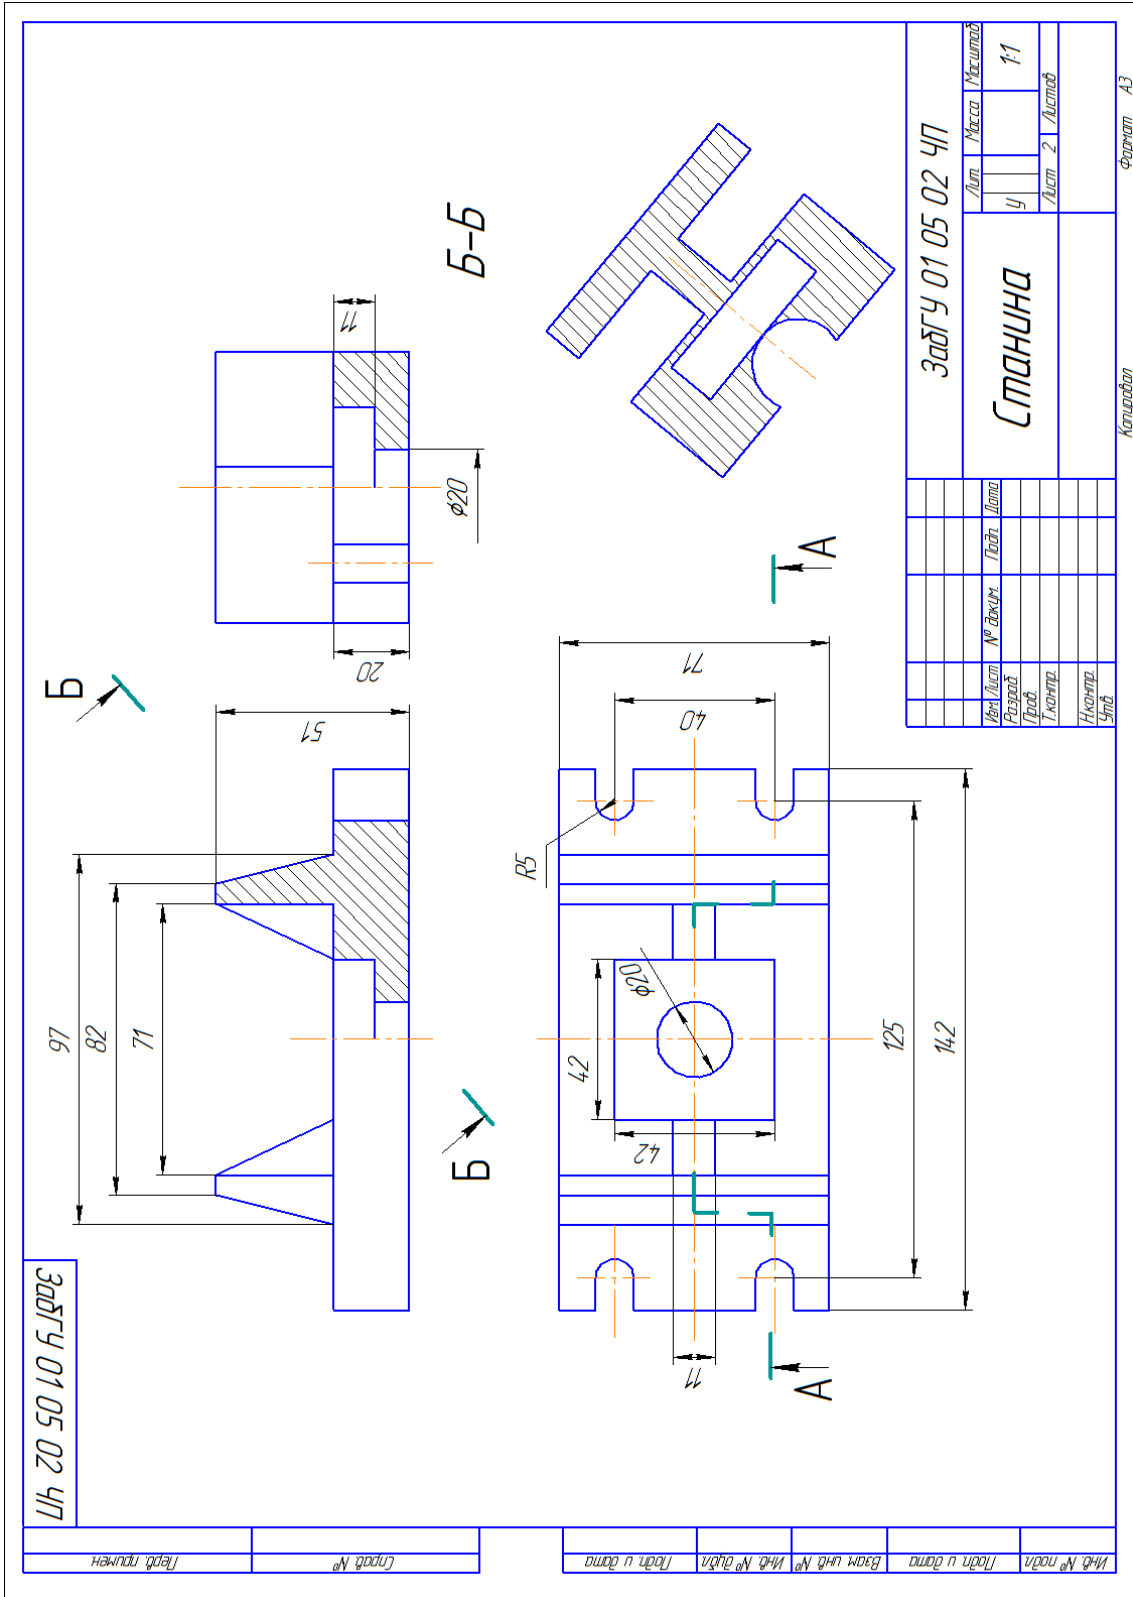 ЗабГУ 01 05 02 ЧП
Перв. примен.
Справ. №
Подп. и дата
Инв. № дубл.
Взам. инв. №
Подп. и дата
Инв. № подл.
97
82
71
51
20
Б
Б
11
ϕ20
Б-Б
R5
42
ϕ20
42
11
40
71
125
142
А
А
ЗабГУ 01 05 02 ЧП
Изм. Лист № докум. Подп. Дата
Разраб.
Пров.
Т.контр.
Н.контр.
Утв.
Станина
Лит. Масса Масштаб
У 1:1
Лист 2 Листов
Копировал Формат А3